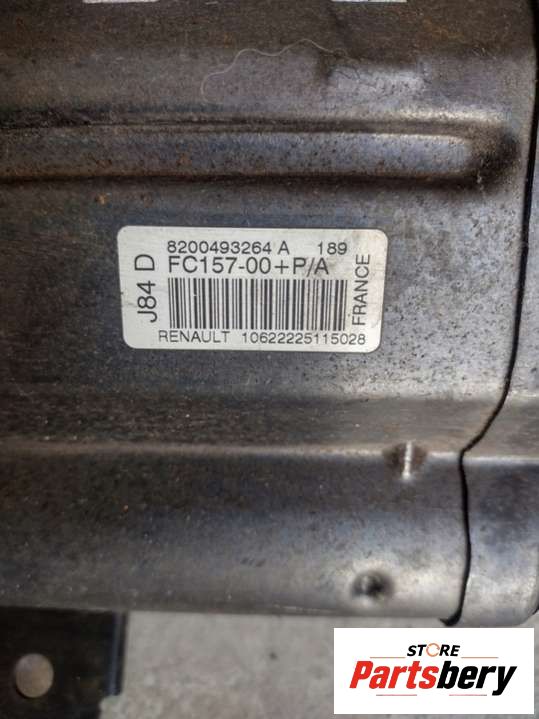 8200493264 A 189
J84 D
FC157-00+P/A
FRANCE
RENAULT 10622225115028
STORE
Partsbery